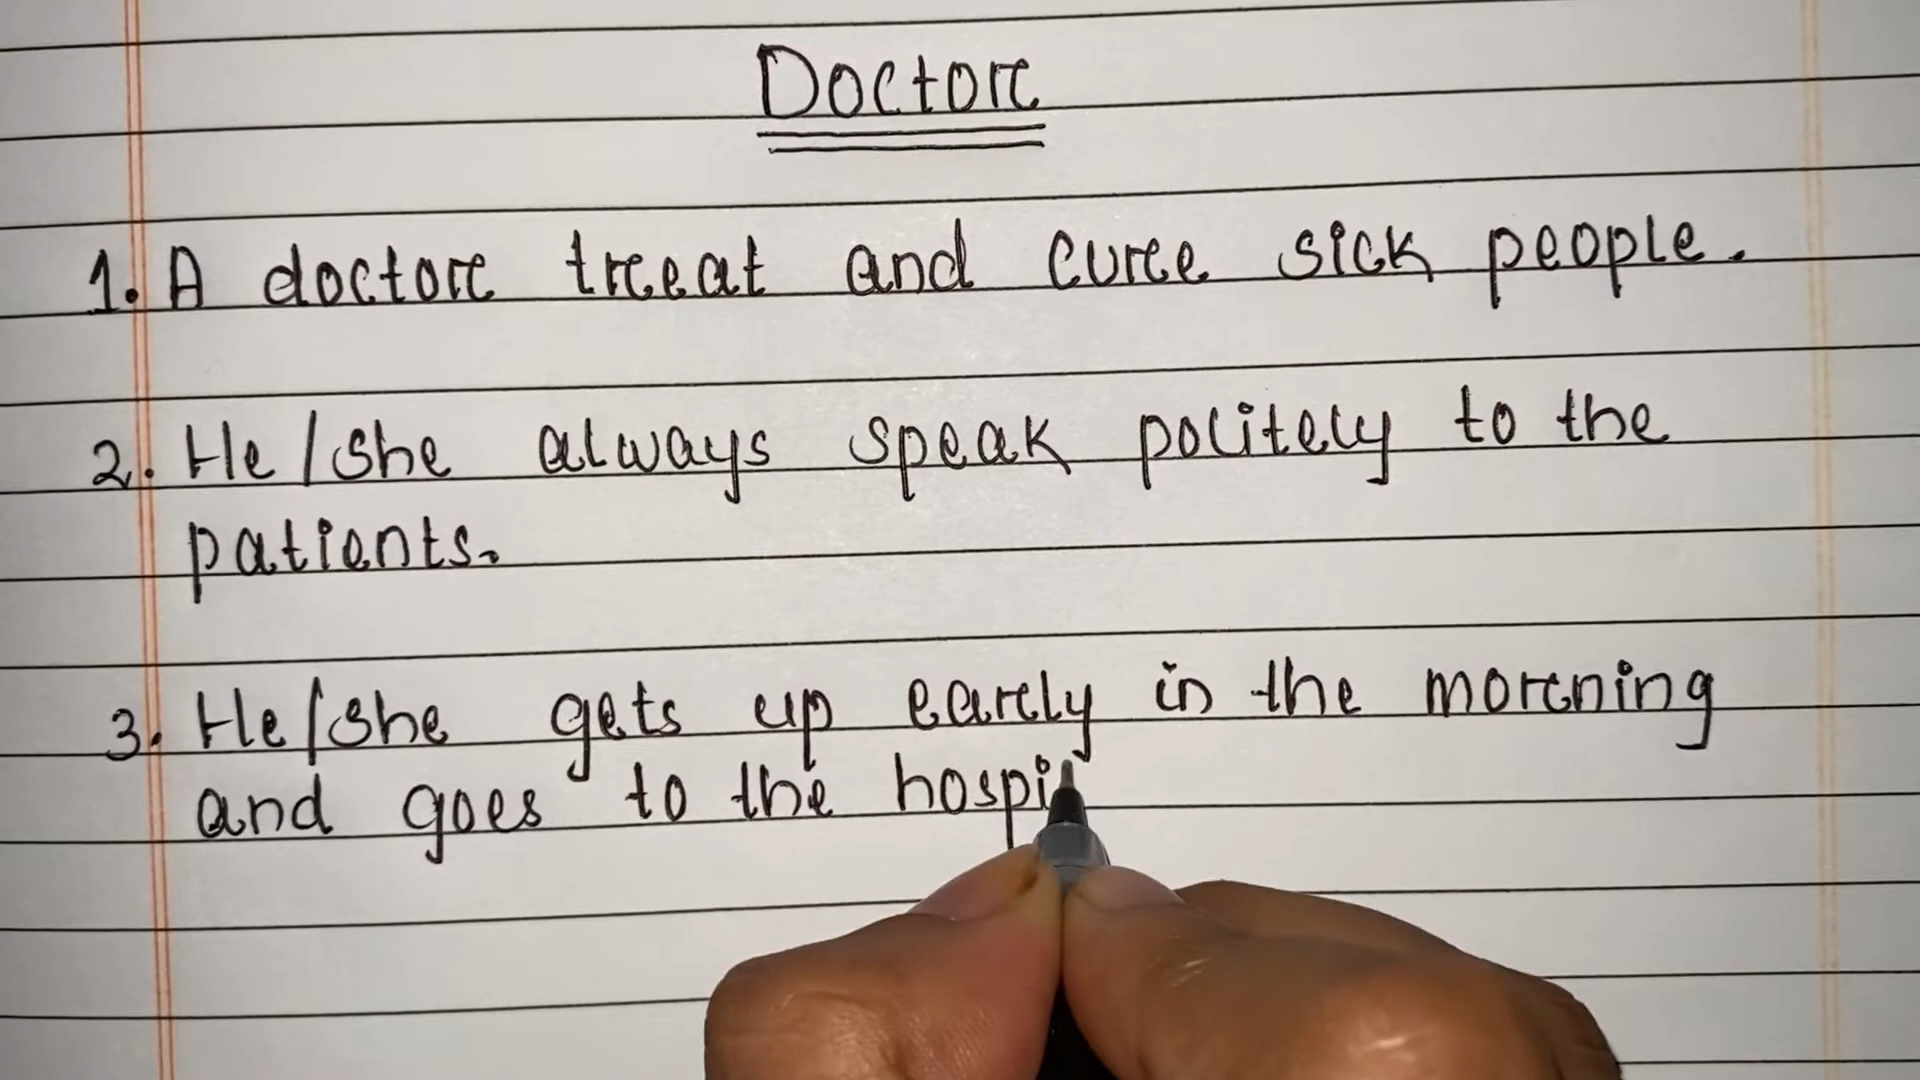 Doctor
1. A doctor treat and cure sick people.
2. He/she always speak politely to the
patients.
3. He/she gets up early in the morning
and goes to the hospi